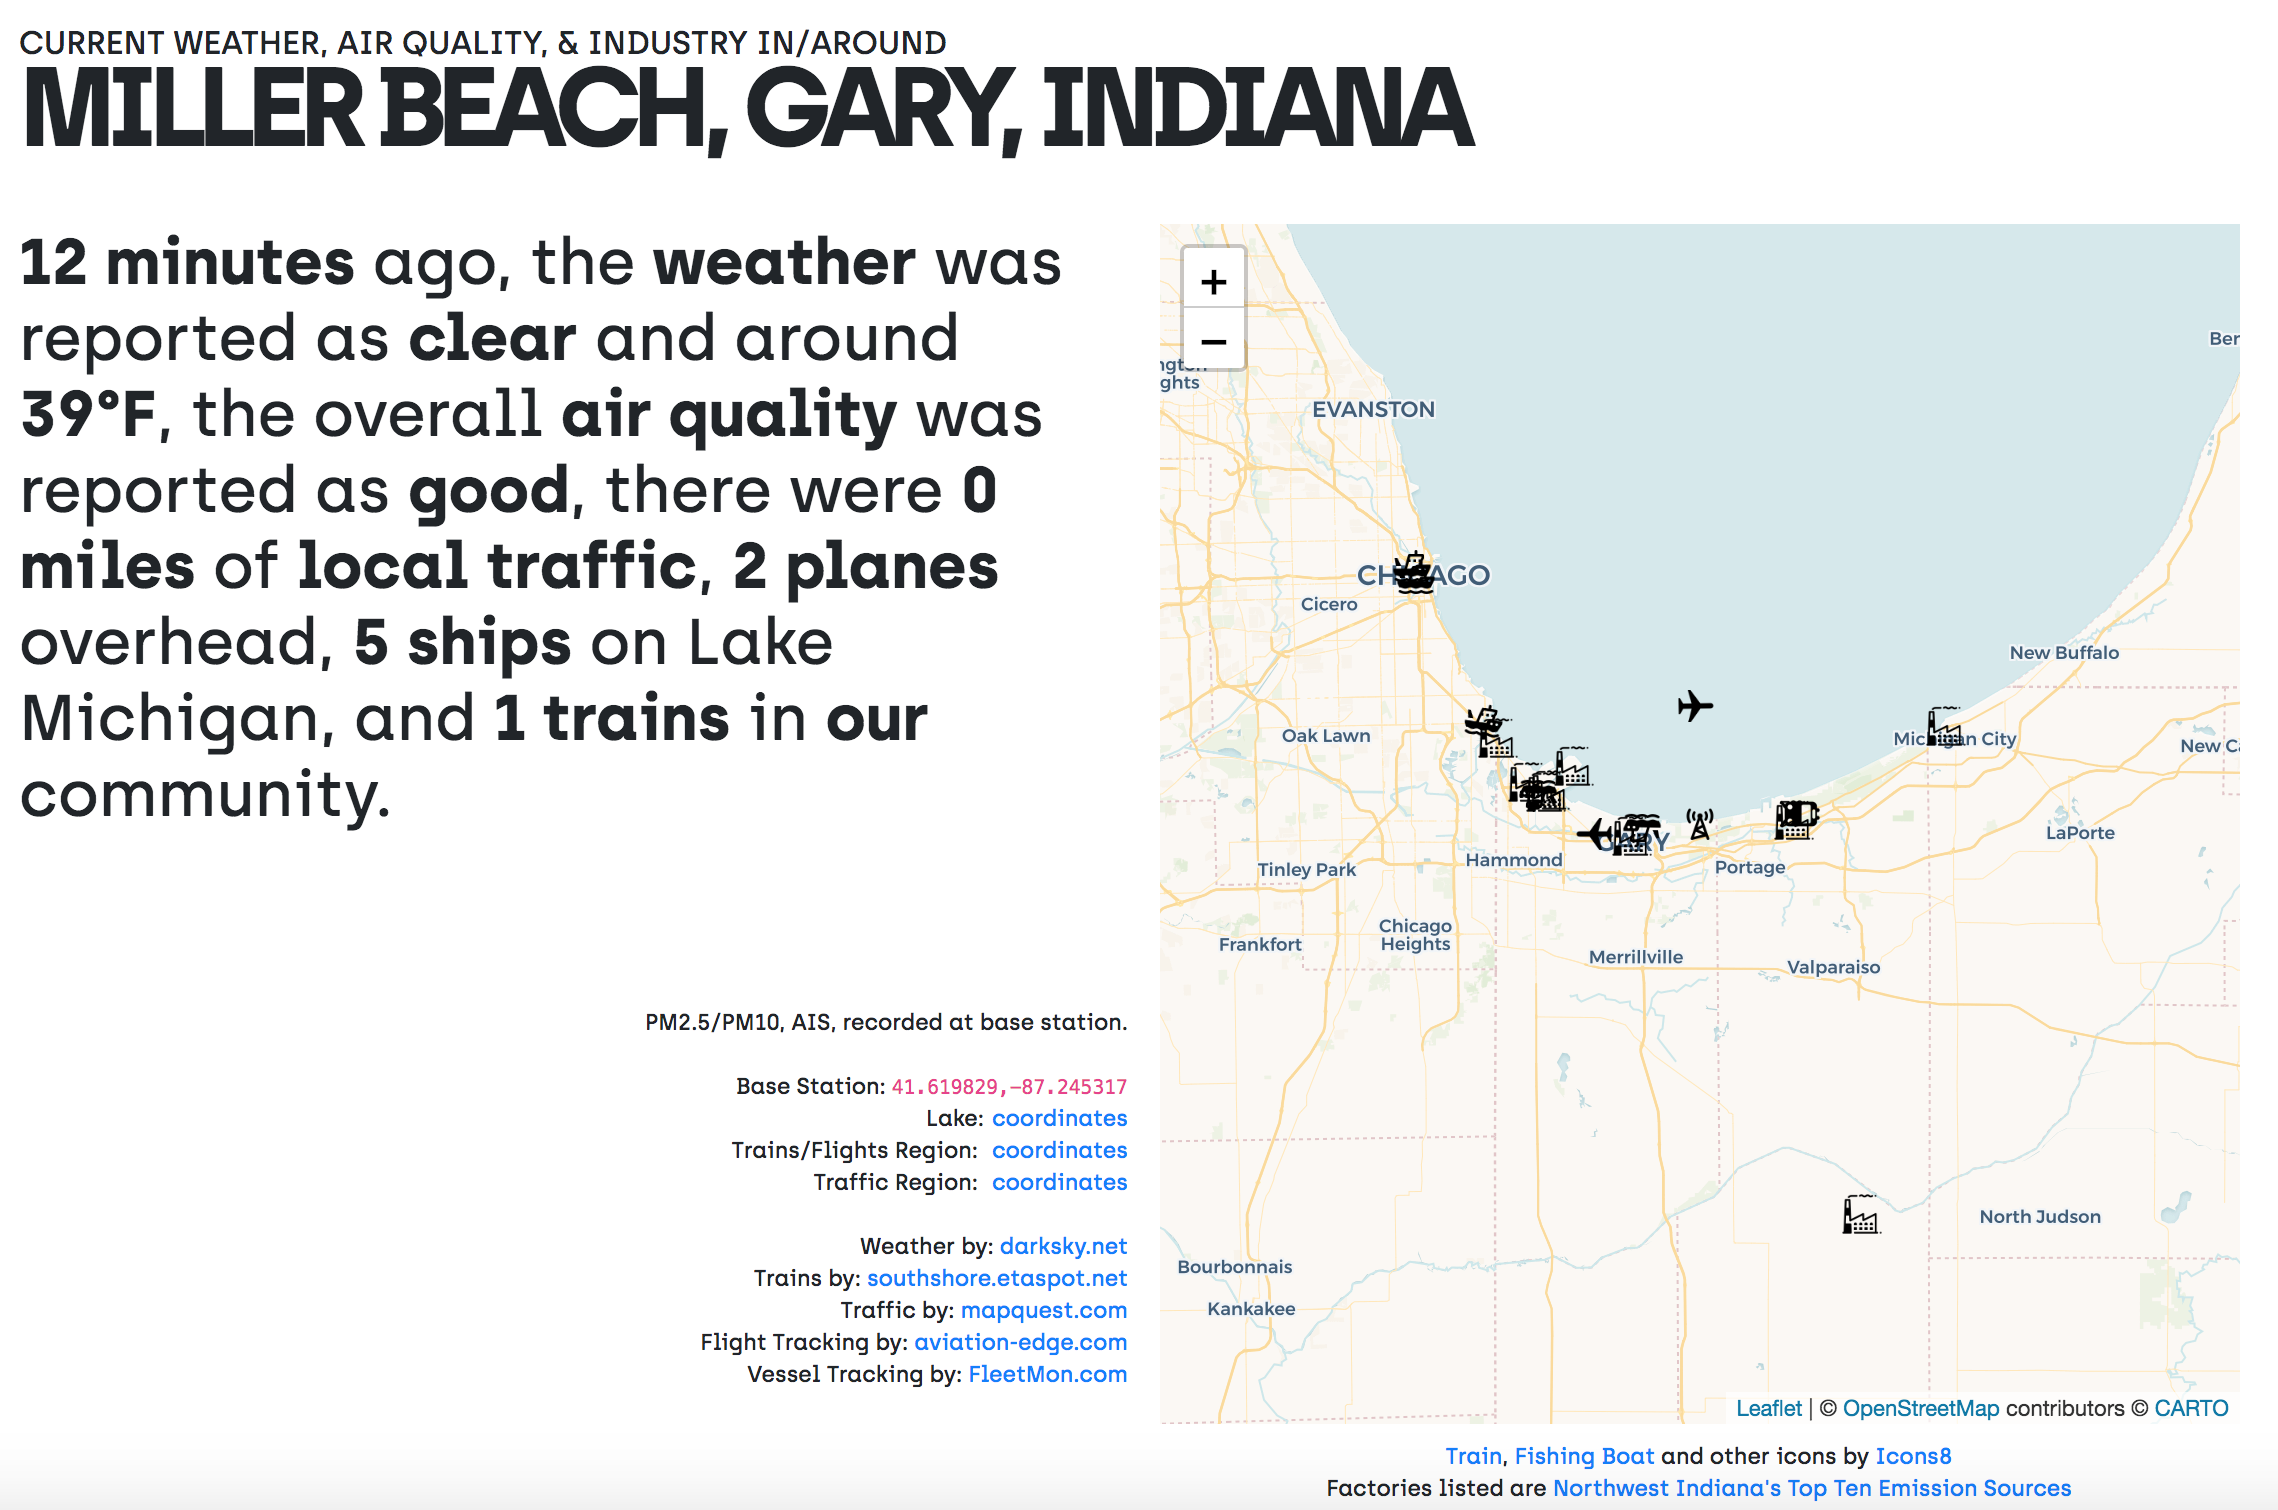 CURRENT WEATHER, AIR QUALITY, & INDUSTRY IN/AROUND
MILLER BEACH, GARY, INDIANA
12 minutes ago, the weather was
reported as clear and around
39°F, the overall air quality was
reported as good, there were 0
miles of local traffic, 2 planes
overhead, 5 ships on Lake
Michigan, and 1 trains in our
community.
PM2.5/PM10, AIS, recorded at base station.
Base Station: 41.619829,-87.245317
Lake: coordinates
Trains/Flights Region: coordinates
Traffic Region: coordinates
Weather by: darksky.net
Trains by: southshore.etaspot.net
Traffic by: mapquest.com
Flight Tracking by: aviation-edge.com
Vessel Tracking by: FleetMon.com
+
−
ghts
Ber
EVANSTON
CHICAGO
Cicero
New Buffalo
Oak Lawn
Michigan City
New Ca
LaPorte
GARY
Hammond
Portage
Tinley Park
Chicago
Heights
Frankfort
Merrillville
Valparaiso
North Judson
Bourbonnais
Kankakee
Leaflet | © OpenStreetMap contributors © CARTO
Train, Fishing Boat and other icons by Icons8
Factories listed are Northwest Indiana's Top Ten Emission Sources